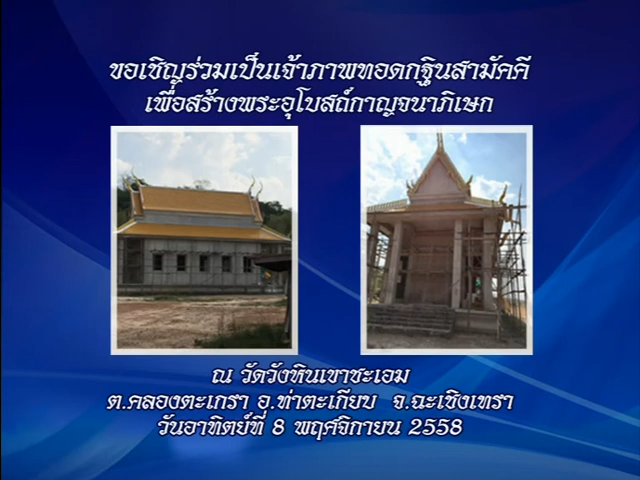 ขอเชิญร่วมเป็นเจ้าภาพทอดกฐินสามัคคี
เพื่อสร้างพระอุโบสถ์กาญจนาภิเษก
ณ วัดวังหินเขาชะเอม
ต.คลองตะเกรา อ.ท่าตะเกียบ จ.ฉะเชิงเทรา
วันอาทิตย์ที่ 8 พฤศจิกายน 2558